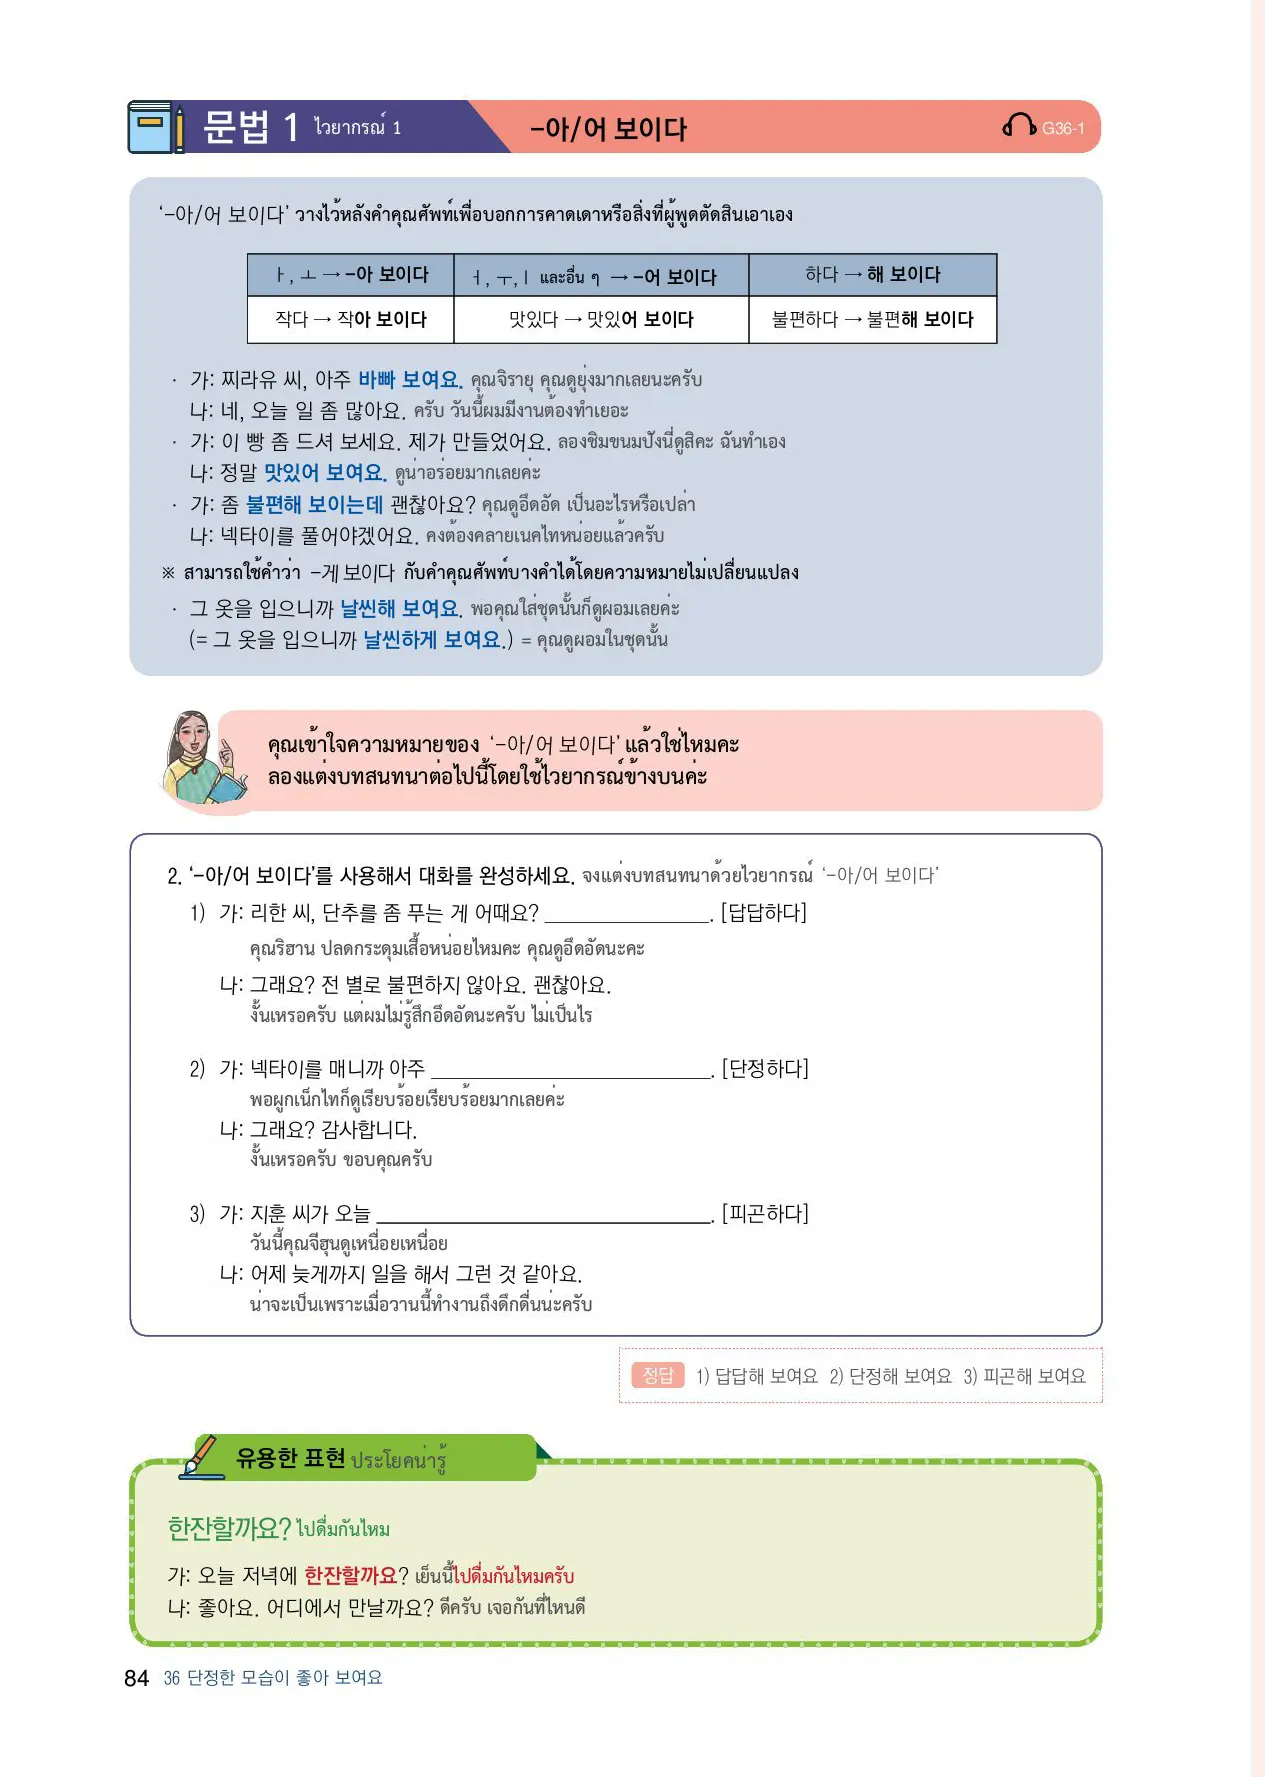 문법 1 ไวยากรณ์ 1
-아/어 보이다
G36-1
‘-아/어 보이다’ วางไว้หลังคำคุณศัพท์เพื่อบอกการคาดเดาหรือสิ่งที่ผู้พูดตัดสินเอาเอง
ㅏ, ㅗ → -아 보이다
ㅓ, ㅜ, ㅣ และอื่น ๆ → -어 보이다
하다 → 해 보이다
작다 → 작아 보이다
맛있다 → 맛있어 보이다
불편하다 → 불편해 보이다
· 가: 찌라유 씨, 아주 바빠 보여요. คุณจิรายุ คุณดูยุ่งมากเลยนะครับ
나: 네, 오늘 일 좀 많아요. ครับ วันนี้ผมมีงานต้องทำเยอะ
· 가: 이 빵 좀 드셔 보세요. 제가 만들었어요. ลองชิมขนมปังนี่ดูสิคะ ฉันทำเอง
나: 정말 맛있어 보여요. ดูน่าอร่อยมากเลยค่ะ
· 가: 좀 불편해 보이는데 괜찮아요? คุณดูอึดอัด เป็นอะไรหรือเปล่า
나: 넥타이를 풀어야겠어요. คงต้องคลายเนคไทหน่อยแล้วครับ
※ สามารถใช้คำว่า -게 보이다 กับคำคุณศัพท์บางคำได้โดยความหมายไม่เปลี่ยนแปลง
· 그 옷을 입으니까 날씬해 보여요. พอคุณใส่ชุดนั้นก็ดูผอมเลยค่ะ
(= 그 옷을 입으니까 날씬하게 보여요.) = คุณดูผอมในชุดนั้น
คุณเข้าใจความหมายของ ‘-아/어 보이다’ แล้วใช่ไหมคะ
ลองแต่งบทสนทนาต่อไปนี้โดยใช้ไวยากรณ์ข้างบนค่ะ
2. ‘-아/어 보이다’를 사용해서 대화를 완성하세요. จงแต่งบทสนทนาด้วยไวยากรณ์ ‘-아/어 보이다’
1) 가: 리한 씨, 단추를 좀 푸는 게 어때요? ________________. [답답하다]
คุณริฮาน ปลดกระดุมเสื้อหน่อยไหมคะ คุณดูอึดอัดนะคะ
나: 그래요? 전 별로 불편하지 않아요. 괜찮아요.
งั้นเหรอครับ แต่ผมไม่รู้สึกอึดอัดนะครับ ไม่เป็นไร
2) 가: 넥타이를 매니까 아주 ___________________________. [단정하다]
พอผูกเน็กไทก็ดูเรียบร้อยเรียบร้อยมากเลยค่ะ
나: 그래요? 감사합니다.
งั้นเหรอครับ ขอบคุณครับ
3) 가: 지훈 씨가 오늘 ________________________________. [피곤하다]
วันนี้คุณจีฮุนดูเหนื่อยเหนื่อย
나: 어제 늦게까지 일을 해서 그런 것 같아요.
น่าจะเป็นเพราะเมื่อวานนี้ทำงานถึงดึกดื่นน่ะครับ
정답 1) 답답해 보여요 2) 단정해 보여요 3) 피곤해 보여요
유용한 표현 ประโยคน่ารู้
한잔할까요? ไปดื่มกันไหม
가: 오늘 저녁에 한잔할까요? เย็นนี้ไปดื่มกันไหมครับ
나: 좋아요. 어디에서 만날까요? ดีครับ เจอกันที่ไหนดี
84 36 단정한 모습이 좋아 보여요